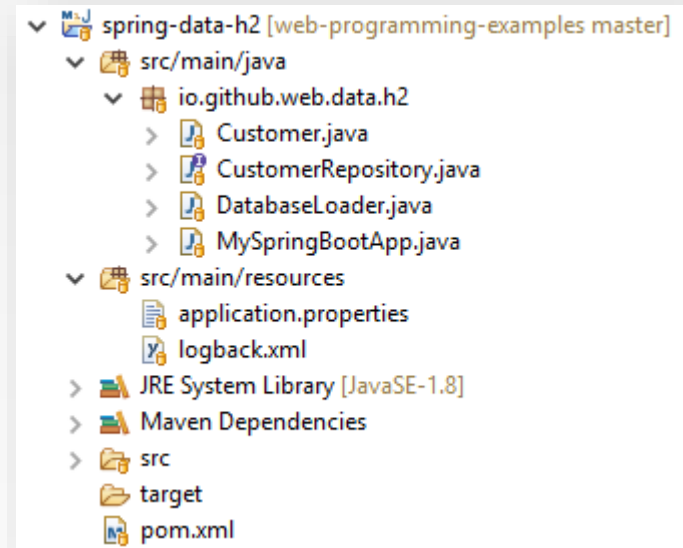 spring-data-h2 [web-programming-examples master]
src/main/java
io.github.web.data.h2
Customer.java
CustomerRepository.java
DatabaseLoader.java
MySpringBootApp.java
src/main/resources
application.properties
logback.xml
JRE System Library [JavaSE-1.8]
Maven Dependencies
src
target
pom.xml